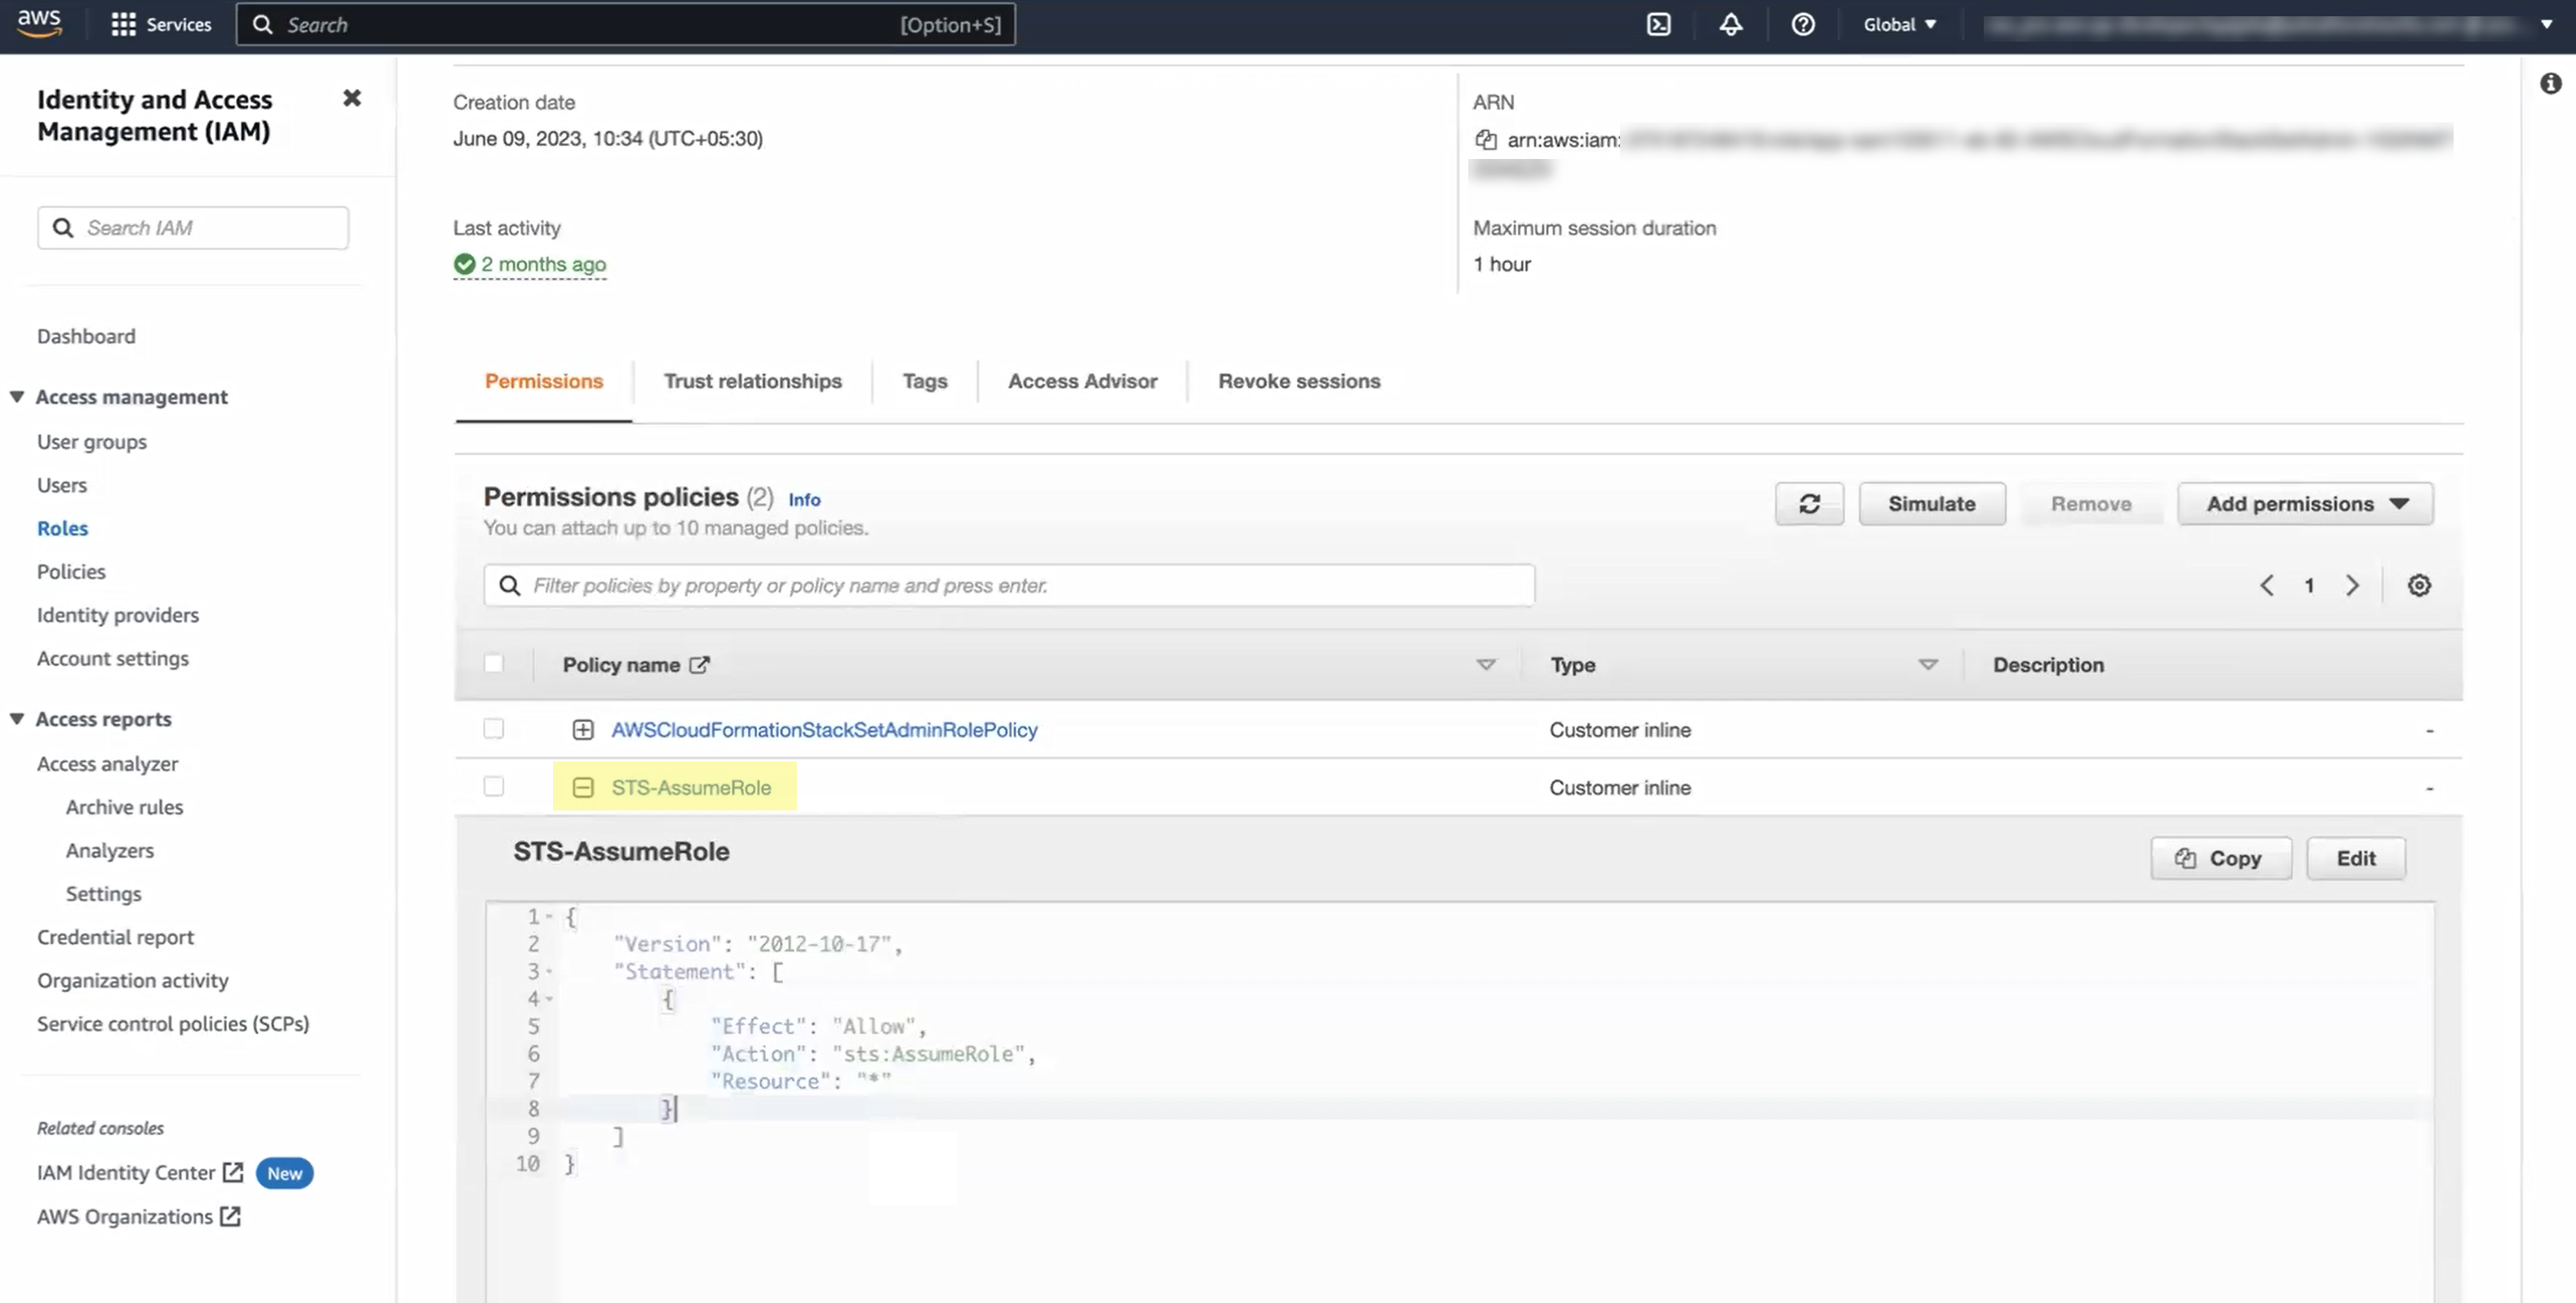 aws
Services
Search
[Option+S]
Global
Identity and Access
Management (IAM)
Search IAM
Dashboard
Access management
User groups
Users
Roles
Policies
Identity providers
Account settings
Access reports
Access analyzer
Archive rules
Analyzers
Settings
Credential report
Organization activity
Service control policies (SCPs)
Related consoles
IAM Identity Center
New
AWS Organizations
Creation date
June 09, 2023, 10:34 (UTC+05:30)
ARN
arn:aws:iam:
Last activity
2 months ago
Maximum session duration
1 hour
Permissions
Trust relationships
Tags
Access Advisor
Revoke sessions
Permissions policies (2) Info
You can attach up to 10 managed policies.
Simulate
Remove
Add permissions
Filter policies by property or policy name and press enter.
1
Policy name
Type
Description
AWSCloudFormationStackSetAdminRolePolicy
Customer inline
-
STS-AssumeRole
Customer inline
-
STS-AssumeRole
Copy
Edit
1 {
2 "Version": "2012-10-17",
3 "Statement": [
4 {
5 "Effect": "Allow",
6 "Action": "sts:AssumeRole",
7 "Resource": "*"
8 }
9 ]
10 }